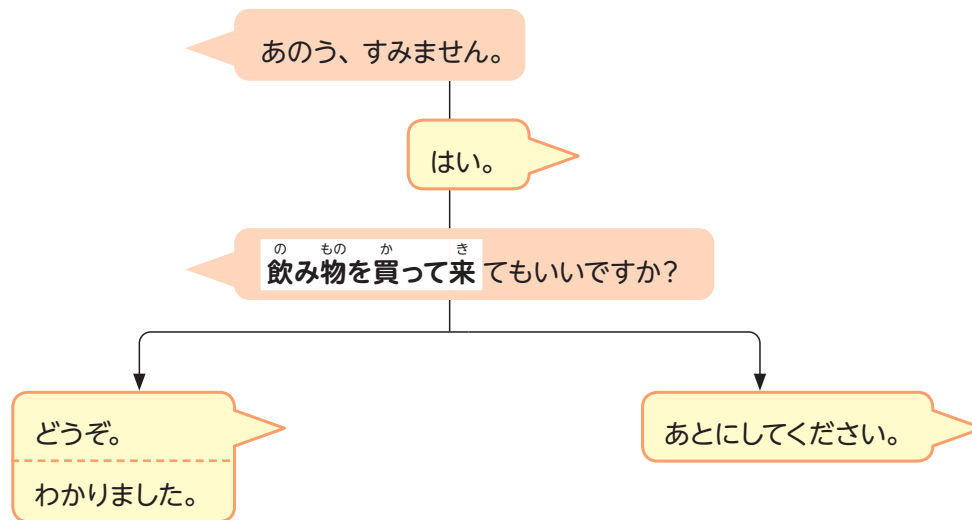 あのう、すみません。
はい。
の もの か き
飲み物を買って来てもいいですか？
どうぞ。
わかりました。
あとにしてください。